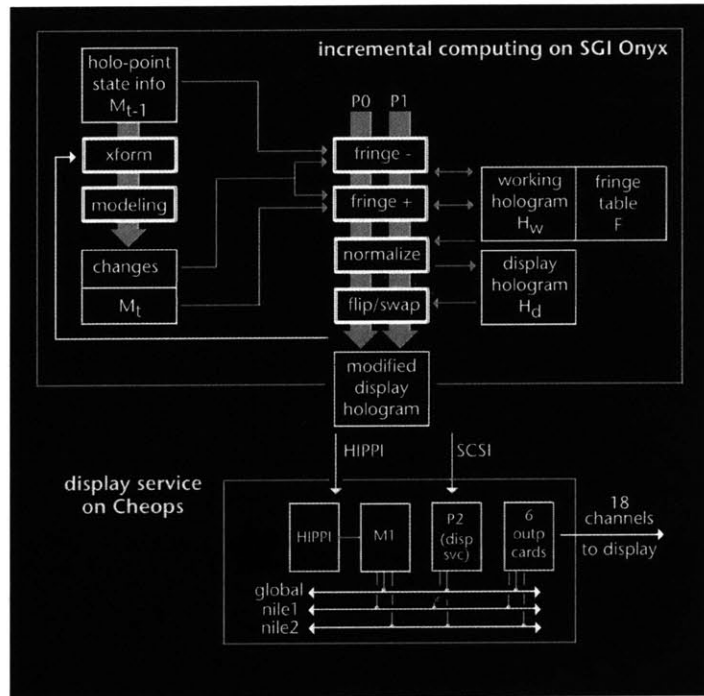 incremental computing on SGI Onyx
holo-point
state info
Mt-1
xform
modeling
changes
Mt
P0 P1
fringe -
fringe +
normalize
flip/swap
working
hologram
Hw
fringe
table
F
display
hologram
Hd
modified
display
hologram
HIPPI
SCSI
display service
on Cheops
HIPPI
M1
P2
(disp
svc)
6
outp
cards
18
channels
to display
global
nile1
nile2